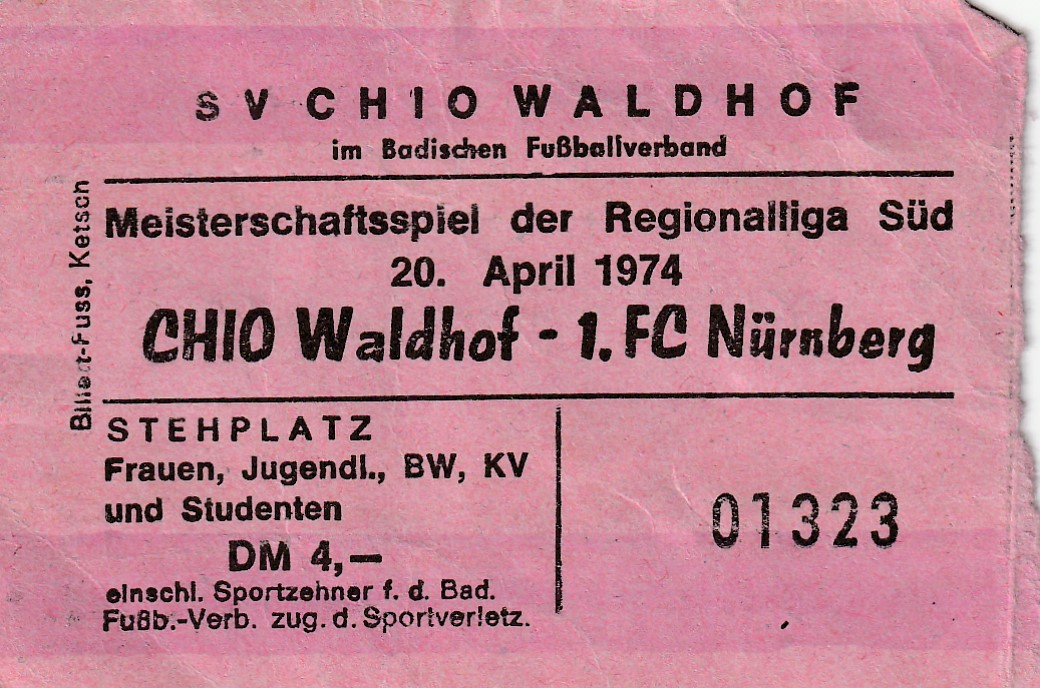 SV CHIO WALDHOF
im Badischen Fußballverband
Meisterschaftsspiel der Regionalliga Süd
20. April 1974
CHIO Waldhof - 1. FC Nürnberg
STEHPLATZ
Frauen, Jugendl., BW, KV
und Studenten
DM 4,—
einschl. Sportzehner f. d. Bad.
Fußb.-Verb. zug. d. Sportverletz.
01323
Billett-Fuss, Ketsch